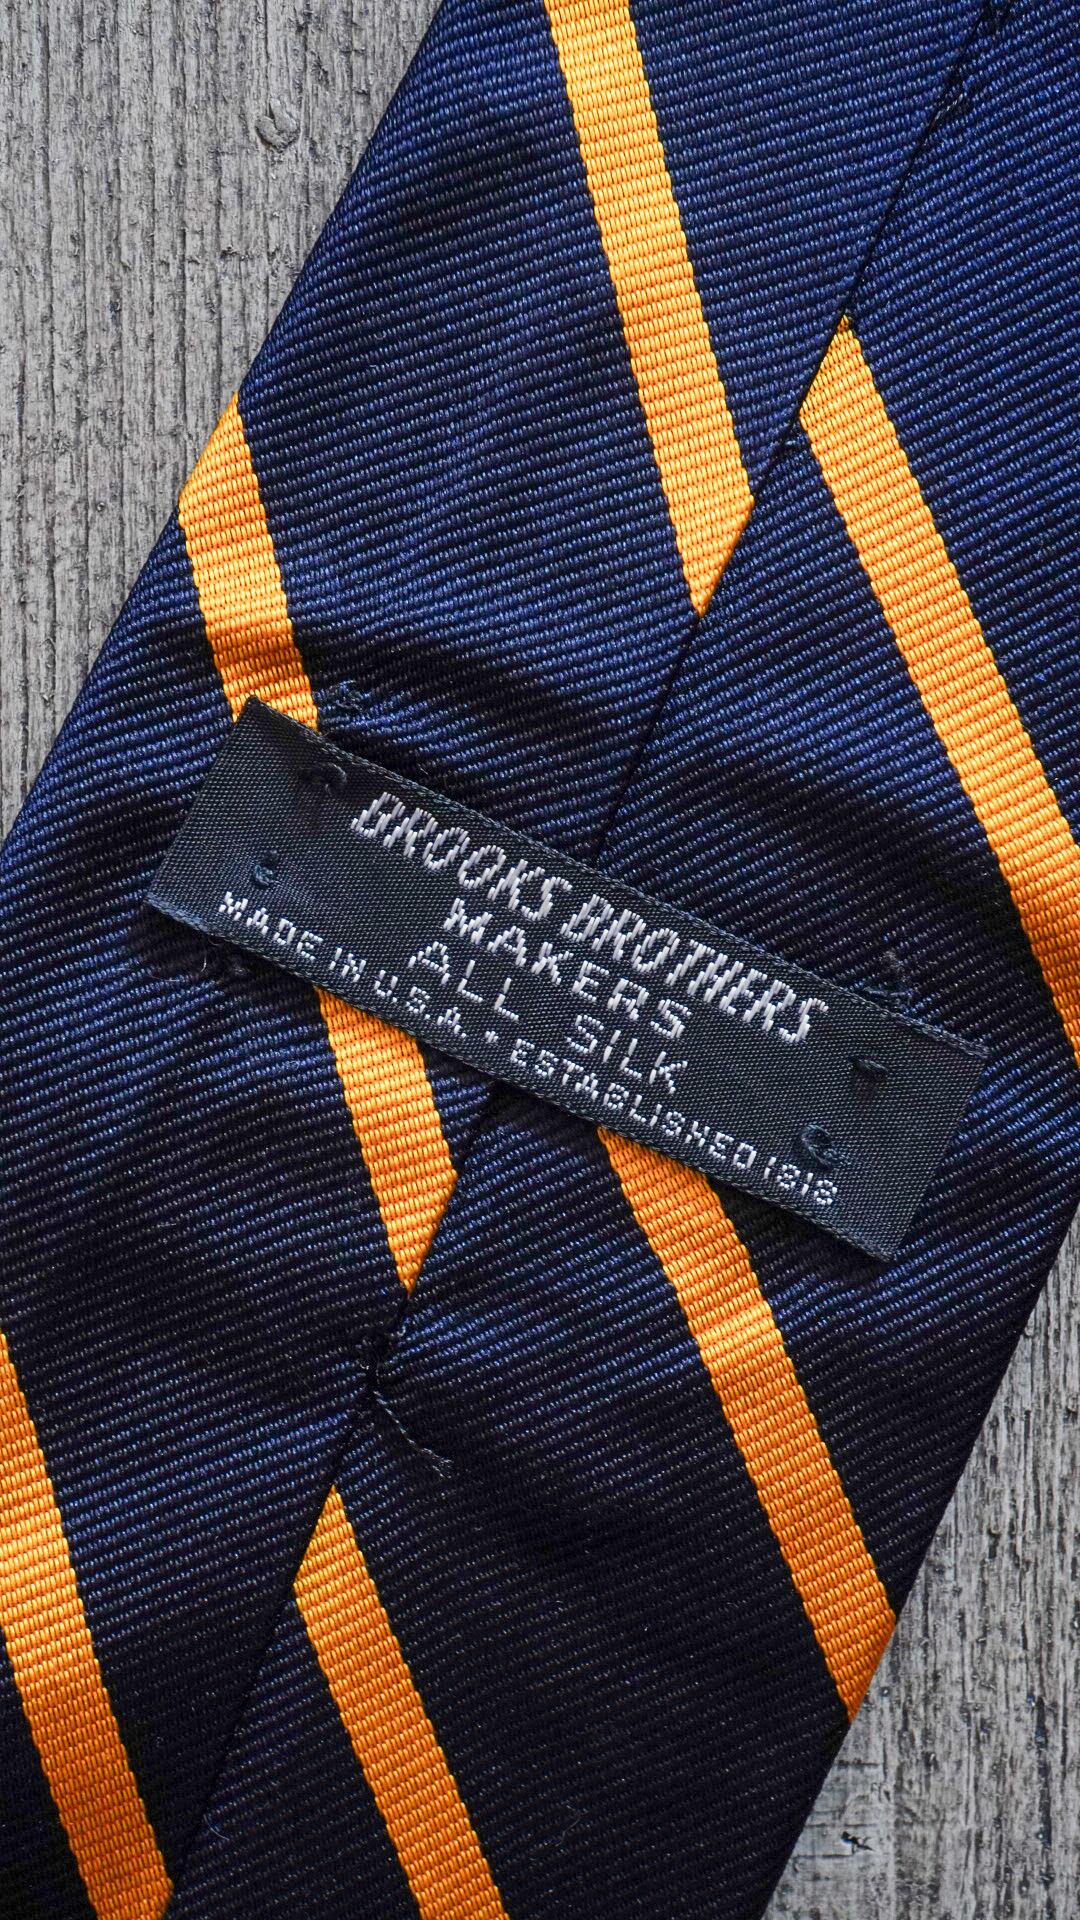 BROOKS BROTHERS
MAKERS
ALL SILK
MADE IN U.S.A. • ESTABLISHED 1818